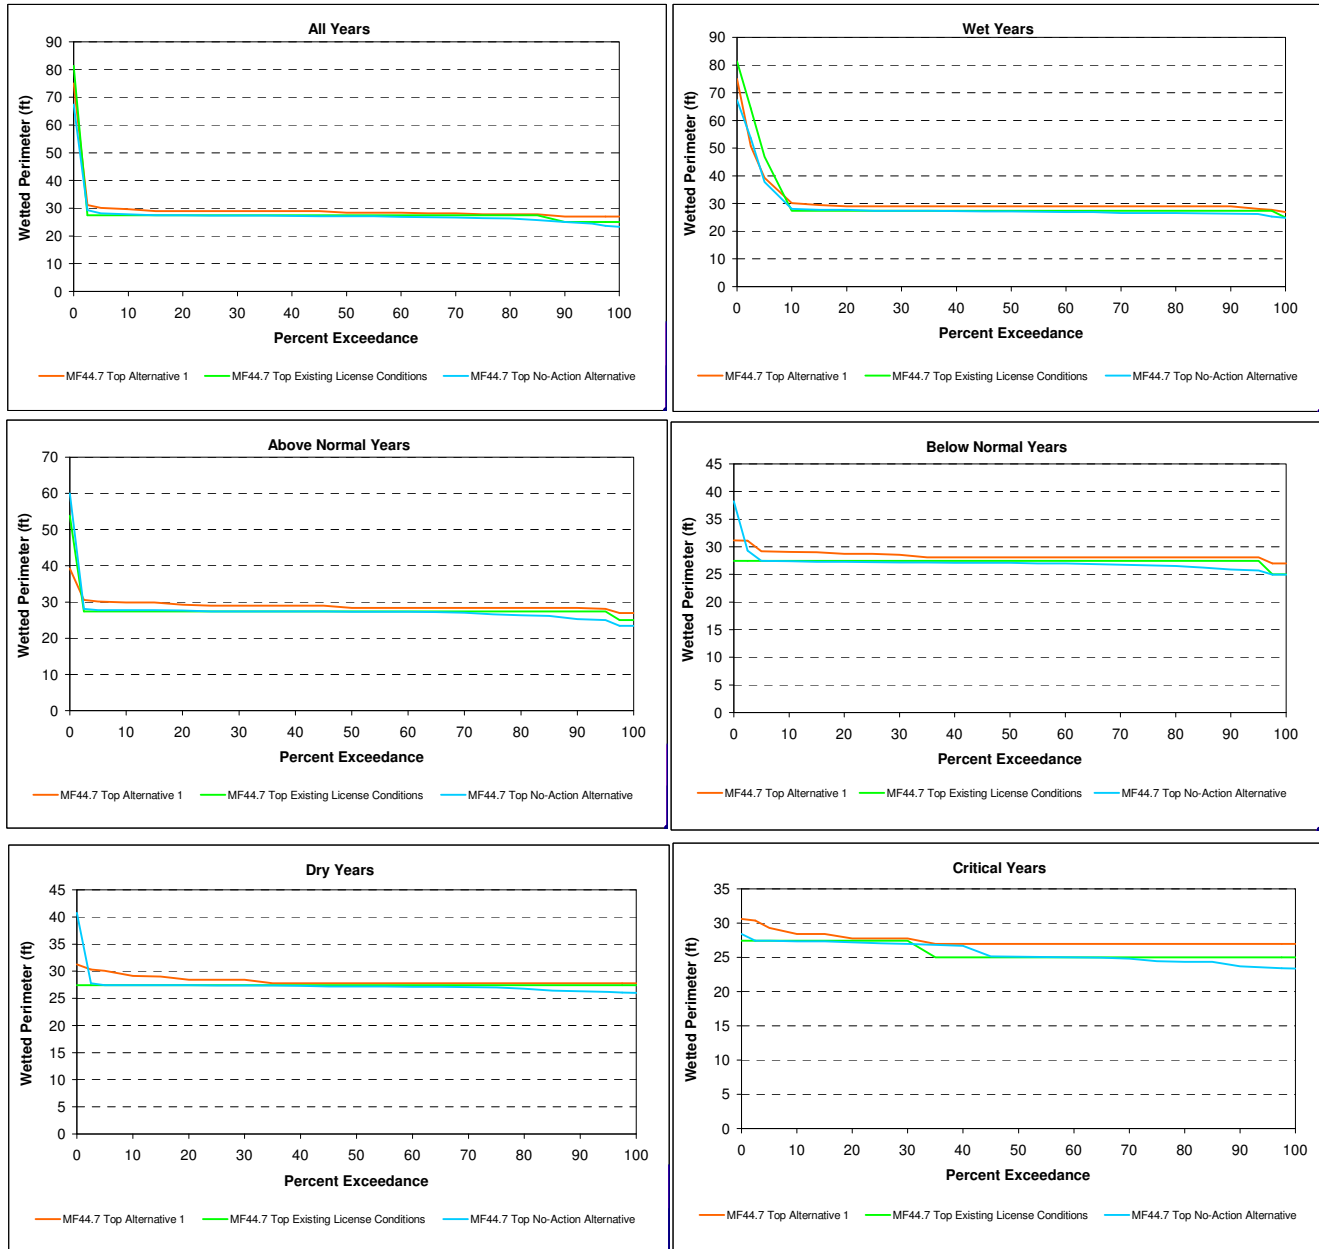 All Years
Wetted Perimeter (ft)
90
80
70
60
50
40
30
20
10
0
0 10 20 30 40 50 60 70 80 90 100
Percent Exceedance
MF44.7 Top Alternative 1 MF44.7 Top Existing License Conditions MF44.7 Top No-Action Alternative
Wet Years
Wetted Perimeter (ft)
90
80
70
60
50
40
30
20
10
0
0 10 20 30 40 50 60 70 80 90 100
Percent Exceedance
MF44.7 Top Alternative 1 MF44.7 Top Existing License Conditions MF44.7 Top No-Action Alternative
Above Normal Years
Wetted Perimeter (ft)
70
60
50
40
30
20
10
0
0 10 20 30 40 50 60 70 80 90 100
Percent Exceedance
MF44.7 Top Alternative 1 MF44.7 Top Existing License Conditions MF44.7 Top No-Action Alternative
Below Normal Years
Wetted Perimeter (ft)
45
40
35
30
25
20
15
10
5
0
0 10 20 30 40 50 60 70 80 90 100
Percent Exceedance
MF44.7 Top Alternative 1 MF44.7 Top Existing License Conditions MF44.7 Top No-Action Alternative
Dry Years
Wetted Perimeter (ft)
45
40
35
30
25
20
15
10
5
0
0 10 20 30 40 50 60 70 80 90 100
Percent Exceedance
MF44.7 Top Alternative 1 MF44.7 Top Existing License Conditions MF44.7 Top No-Action Alternative
Critical Years
Wetted Perimeter (ft)
35
30
25
20
15
10
5
0
0 10 20 30 40 50 60 70 80 90 100
Percent Exceedance
MF44.7 Top Alternative 1 MF44.7 Top Existing License Conditions MF44.7 Top No-Action Alternative